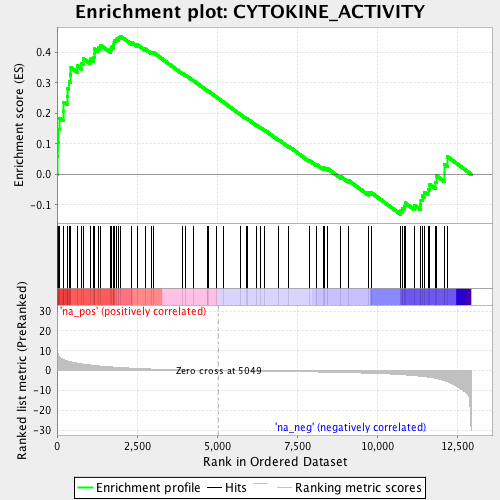 Enrichment plot: CYTOKINE_ACTIVITY
Enrichment score (ES)
0.4
0.3
0.2
0.1
0.0
-0.1
'na_pos' (positively correlated)
Ranked list metric (PreRanked)
30
20
10
0
-10
-20
-30
Zero cross at 5049
'na_neg' (negatively correlated)
0
2,500
5,000
7,500
10,000
12,500
Rank in Ordered Dataset
Enrichment profile
Hits
Ranking metric scores